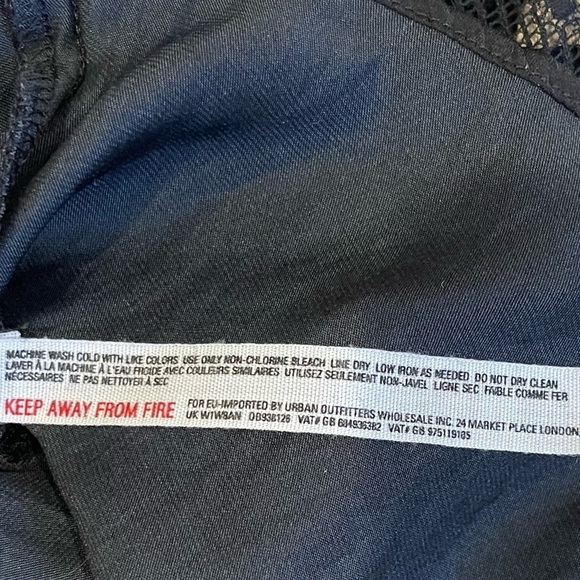 MACHINE WASH COLD WITH LIKE COLORS USE ONLY NON-CHLORINE BLEACH LINE DRY LOW IRON AS NEEDED DO NOT DRY CLEAN
LAVER À LA MACHINE À L'EAU FROIDE AVEC COULEURS SIMILAIRES UTILISEZ SEULEMENT NON-JAVEL LIGNE SEC FAIBLE COMME FER
NÉCESSAIRES NE PAS NETTOYER À SEC
KEEP AWAY FROM FIRE
FOR EU-IMPORTED BY URBAN OUTFITTERS WHOLESALE INC. 24 MARKET PLACE LONDON,
UK W1W8AN OB938126 VAT# GB 684936382 VAT# GB 975119105